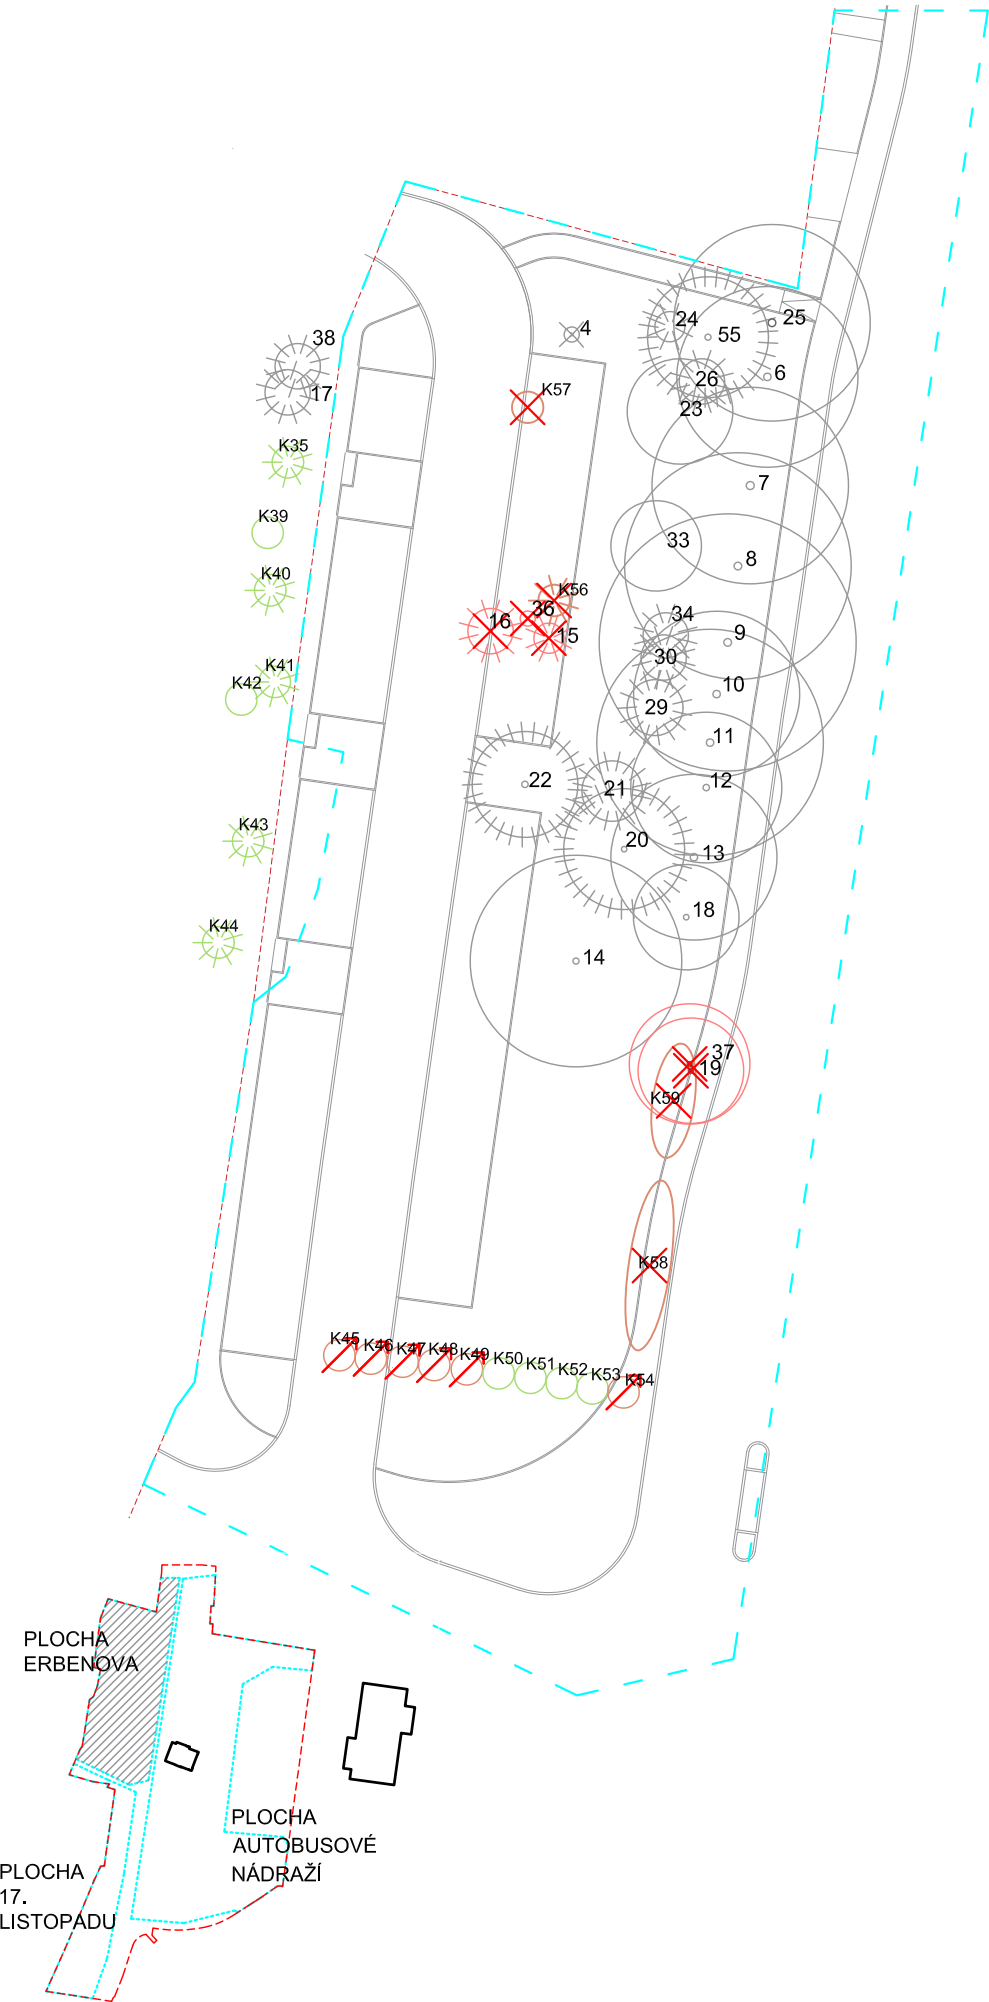 25
24
4
55
38
6
26
K57
17
23
K35
7
K39
33
8
K40
K56
36
34
16
15
9
30
K41
K42
10
29
11
22
21
12
K43
20
13
18
K44
14
37
19
K59
K58
K45
K46
K47
K48
K49
K50
K51
K52
K53
K54
PLOCHA
ERBENOVA
PLOCHA
AUTOBUSOVÉ
NÁDRAŽÍ
PLOCHA
17.
LISTOPADU